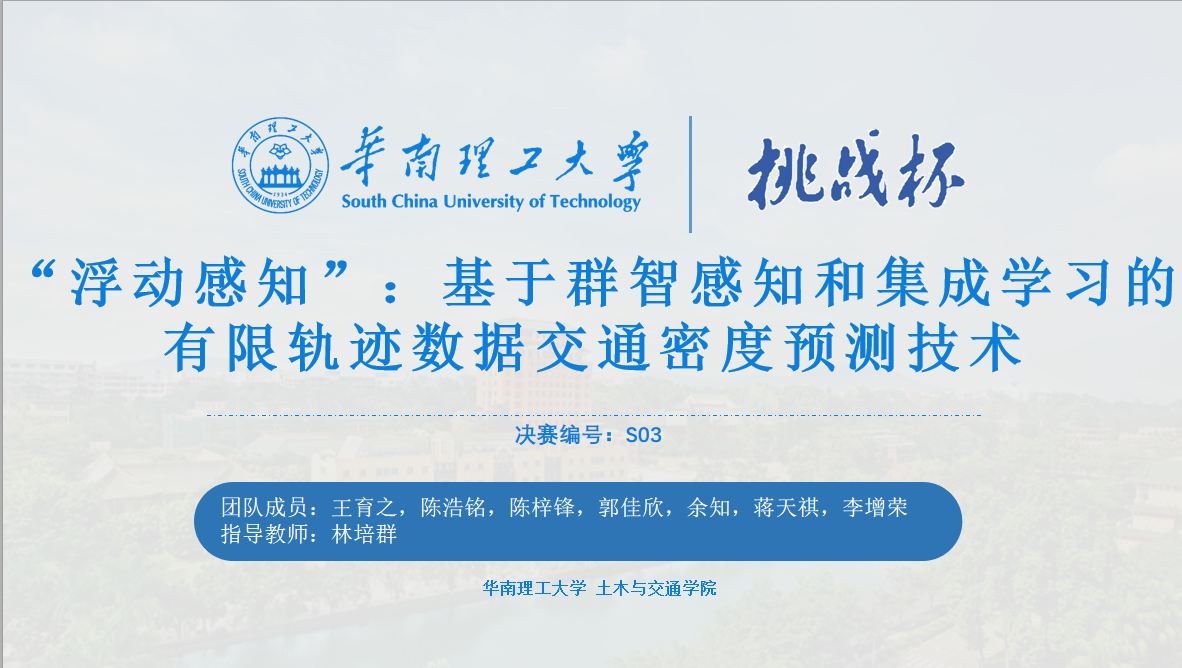 华南理工大学
SOUTH CHINA UNIVERSITY OF TECHNOLOGY
1934
华南理工大学
South China University of Technology
挑战杯
“浮动感知”：基于群智感知和集成学习的
有限轨迹数据交通密度预测技术
决赛编号：S03
团队成员：王育之，陈浩铭，陈梓锋，郭佳欣，余知，蒋天祺，李增荣
指导教师：林培群
华南理工大学 土木与交通学院